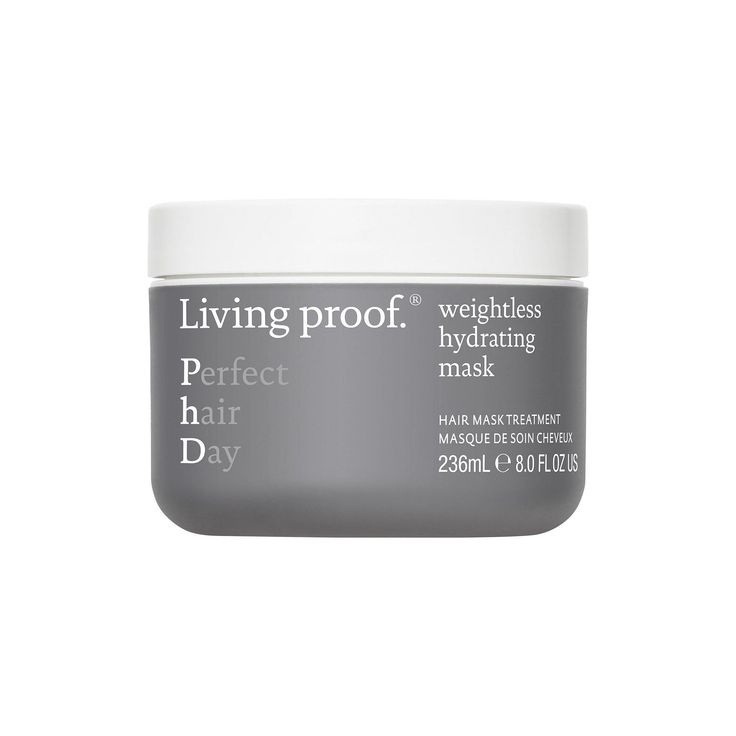 Living proof.®
Perfect
hair
Day
weightless
hydrating
mask
HAIR MASK TREATMENT
MASQUE DE SOIN CHEVEUX
236mL ℮ 8.0 FL OZ US